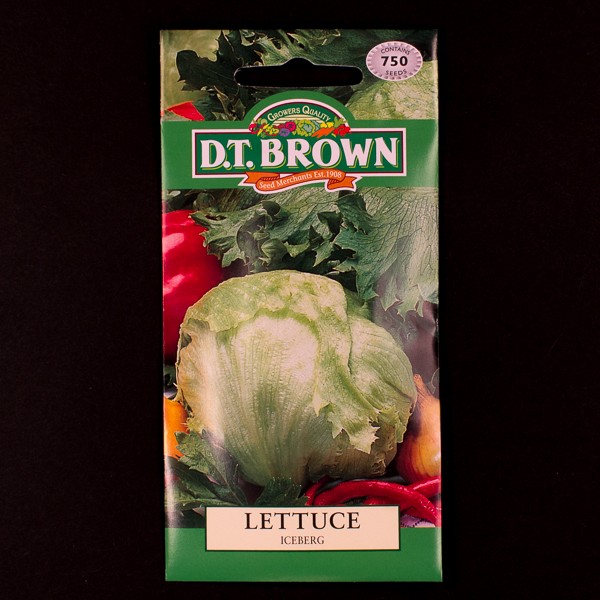 CONTAINS
750
SEEDS
GROWERS QUALITY
D.T. BROWN
Seed Merchants Est.1908
LETTUCE
ICEBERG